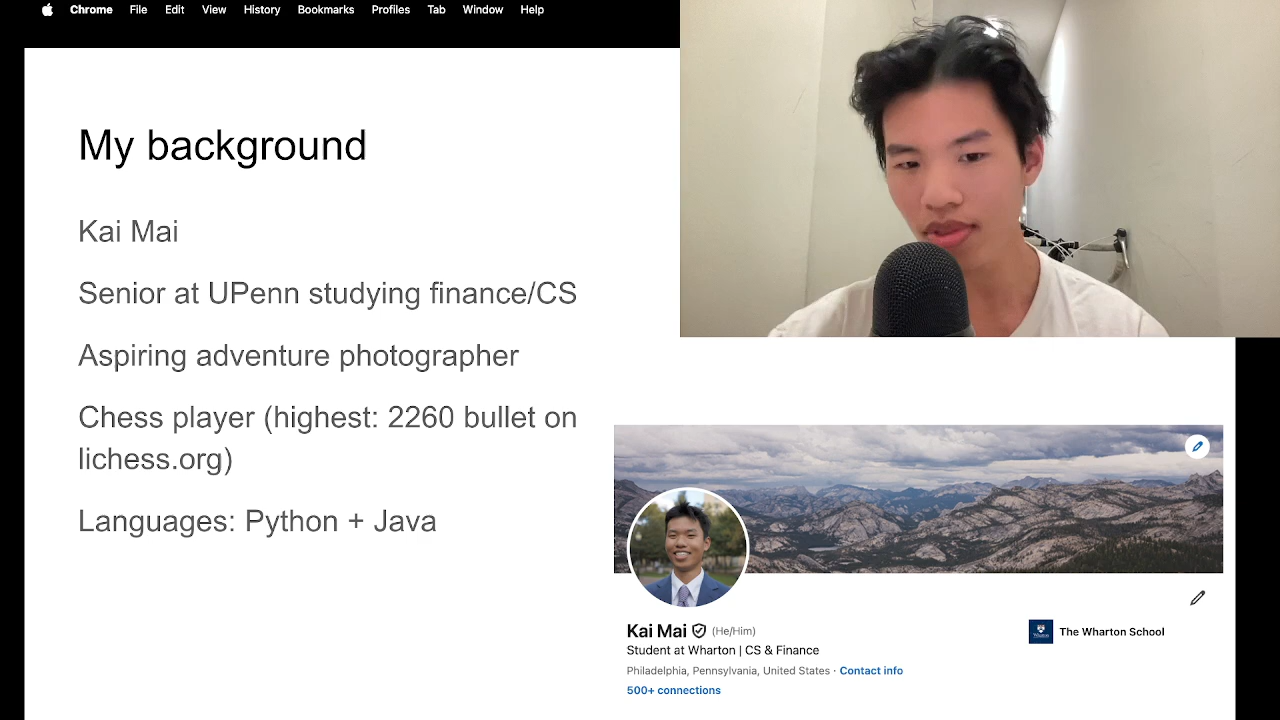 Chrome File Edit View History Bookmarks Profiles Tab Window Help
My background
Kai Mai
Senior at UPenn studying finance/CS
Aspiring adventure photographer
Chess player (highest: 2260 bullet on
lichess.org)
Languages: Python + Java
Kai Mai (He/Him)
Student at Wharton | CS & Finance
Philadelphia, Pennsylvania, United States · Contact info
500+ connections
The Wharton School